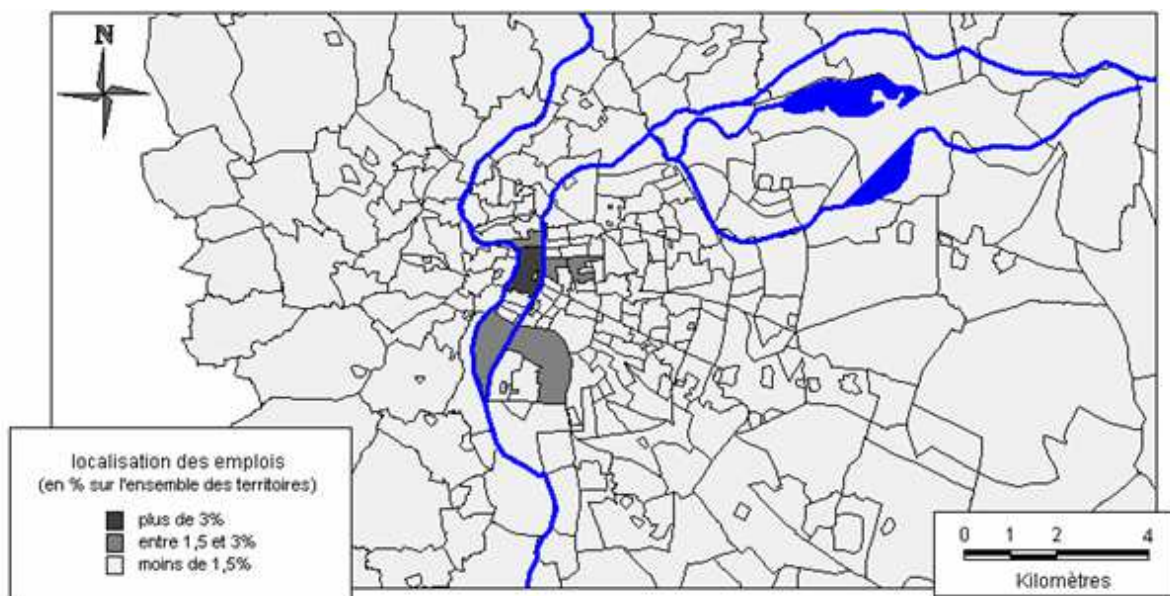 N
localisation des emplois
(en % sur l'ensemble des territoires)
plus de 3%
entre 1,5 et 3%
moins de 1,5%
0 1 2 4
Kilomètres